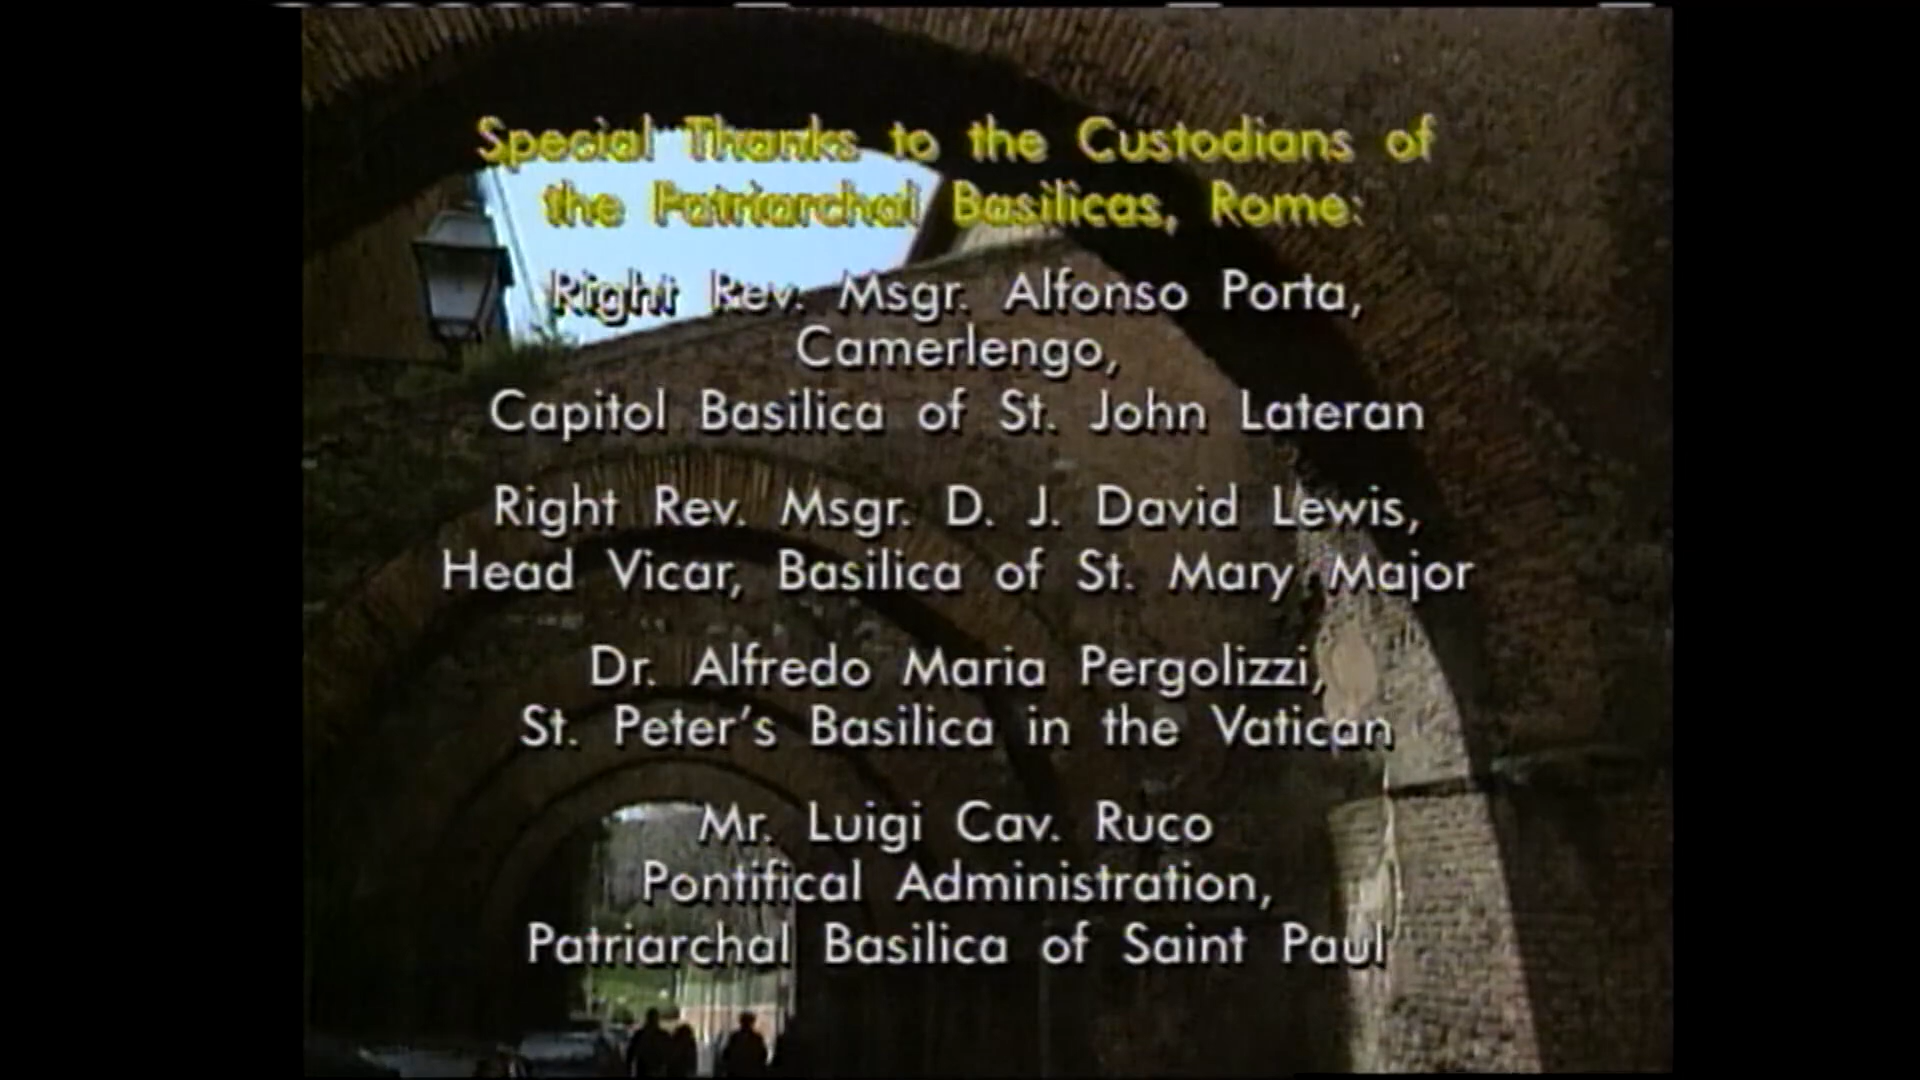 Special Thanks to the Custodians of
the Patriarchal Basilicas, Rome:
Right Rev. Msgr. Alfonso Porta,
Camerlengo,
Capitol Basilica of St. John Lateran
Right Rev. Msgr. D. J. David Lewis,
Head Vicar, Basilica of St. Mary Major
Dr. Alfredo Maria Pergolizzi,
St. Peter's Basilica in the Vatican
Mr. Luigi Cav. Ruco
Pontifical Administration,
Patriarchal Basilica of Saint Paul